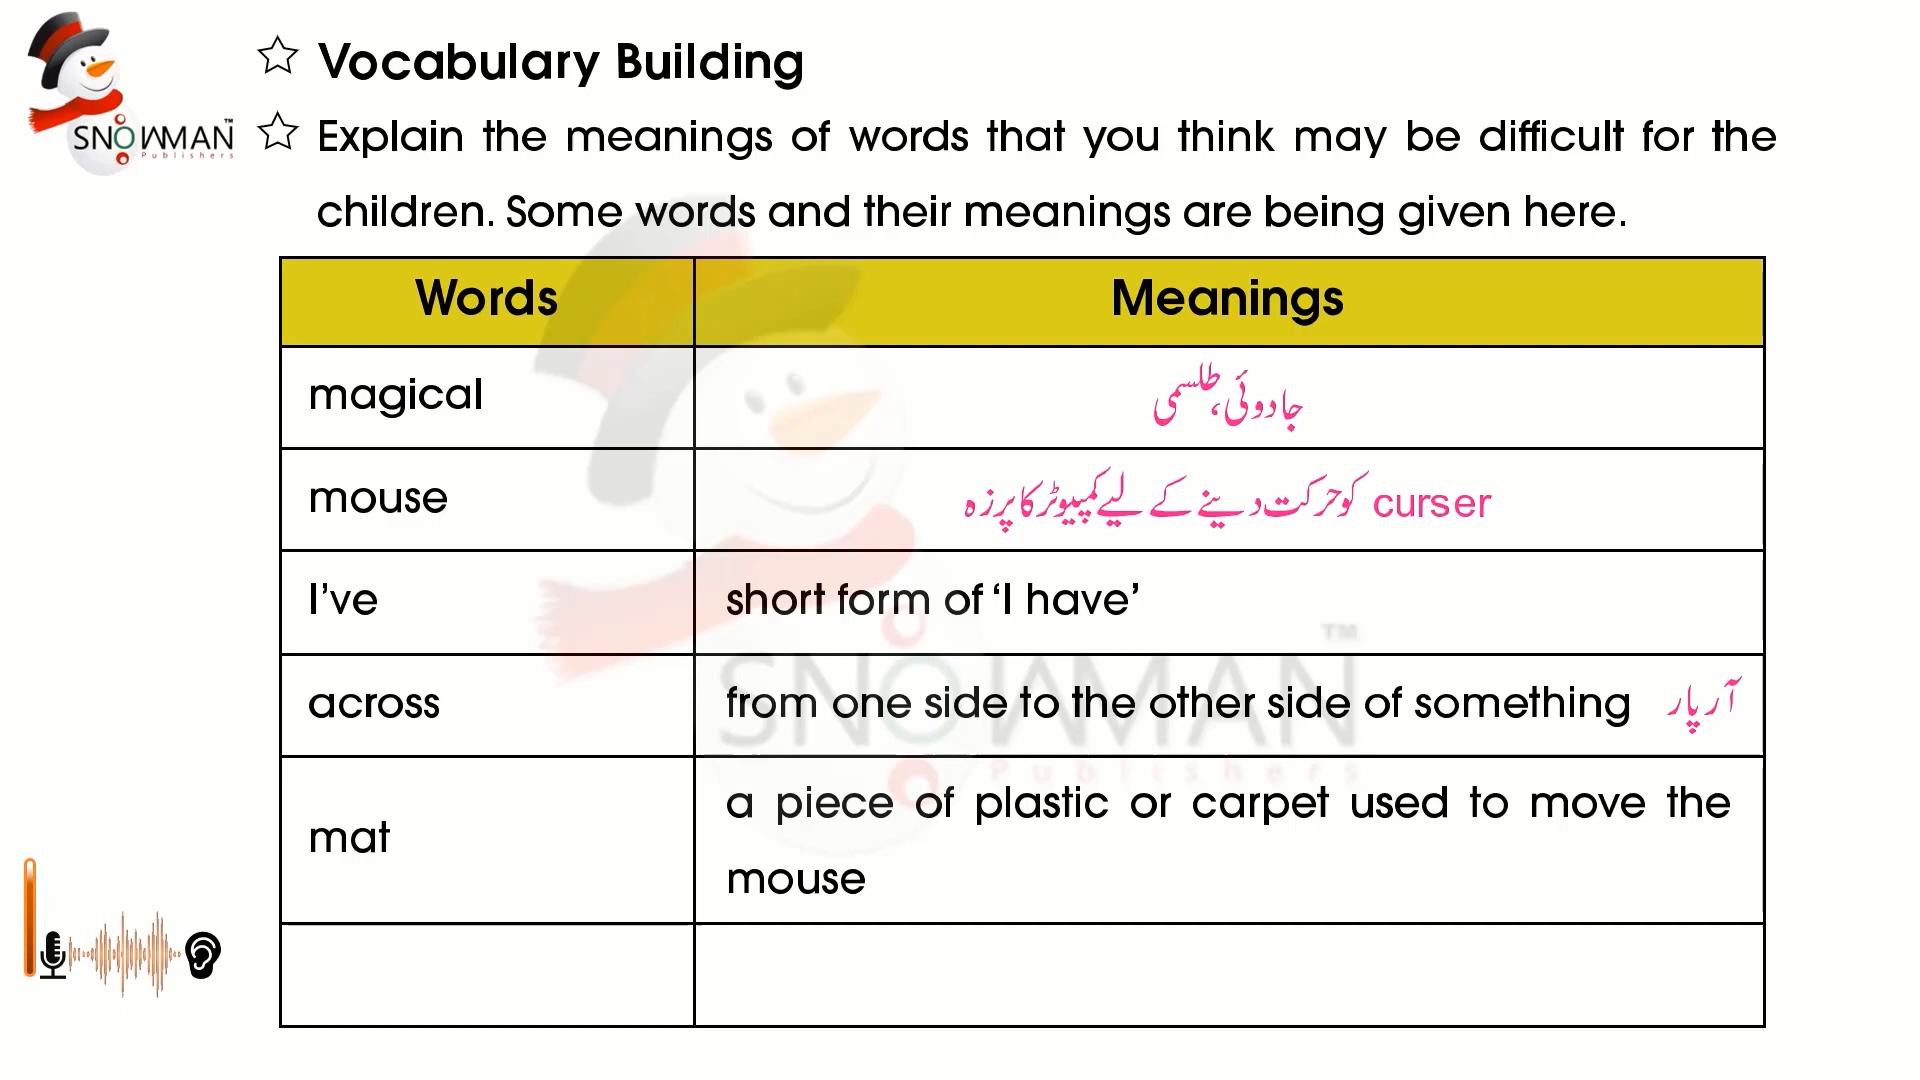 SNOWMAN™
Publishers
Vocabulary Building
Explain the meanings of words that you think may be difficult for the
children. Some words and their meanings are being given here.
Words Meanings
magical جادوئی، طلسمی
mouse curser کو حرکت دینے کے لیے کمپیوٹر کا پرزہ
I’ve short form of ‘I have’
across from one side to the other side of something آر پار
mat a piece of plastic or carpet used to move the
mouse
SNOWMAN™
Publishers